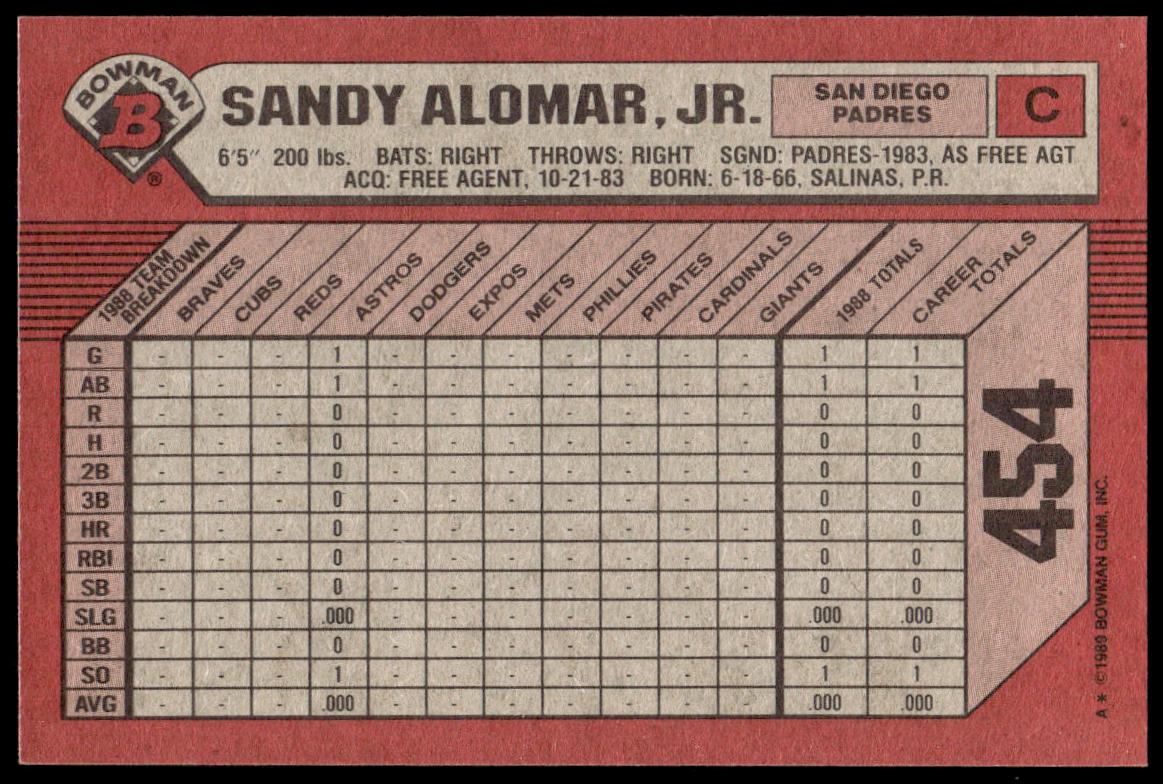 BOWMAN
B
®
SANDY ALOMAR, JR.
SAN DIEGO
PADRES
C
6'5" 200 lbs. BATS: RIGHT THROWS: RIGHT SGND: PADRES-1983, AS FREE AGT
ACQ: FREE AGENT, 10-21-83 BORN: 6-18-66, SALINAS, P.R.
1988 TEAM
BREAKDOWN
BRAVES
CUBS
REDS
ASTROS
DODGERS
EXPOS
METS
PHILLIES
PIRATES
CARDINALS
GIANTS
1988 TOTALS
CAREER
TOTALS
G - - - 1 - - - - - - - 1 1
AB - - - 1 - - - - - - - 1 1
R - - - 0 - - - - - - - 0 0
H - - - 0 - - - - - - - 0 0
2B - - - 0 - - - - - - - 0 0
3B - - - 0 - - - - - - - 0 0
HR - - - 0 - - - - - - - 0 0
RBI - - - 0 - - - - - - - 0 0
SB - - - 0 - - - - - - - 0 0
SLG - - - .000 - - - - - - - .000 .000
BB - - - 0 - - - - - - - 0 0
SO - - - 1 - - - - - - - 1 1
AVG - - - .000 - - - - - - - .000 .000
454
A * ©1989 BOWMAN GUM, INC.